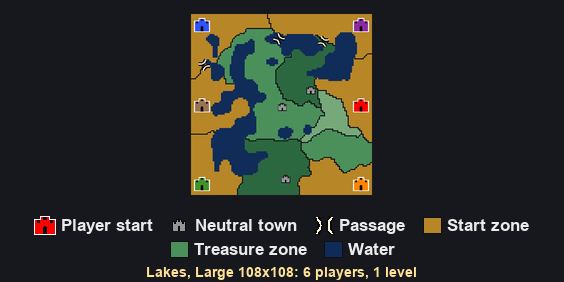 Player start Neutral town Passage Start zone
Treasure zone Water
Lakes, Large 108x108: 6 players, 1 level